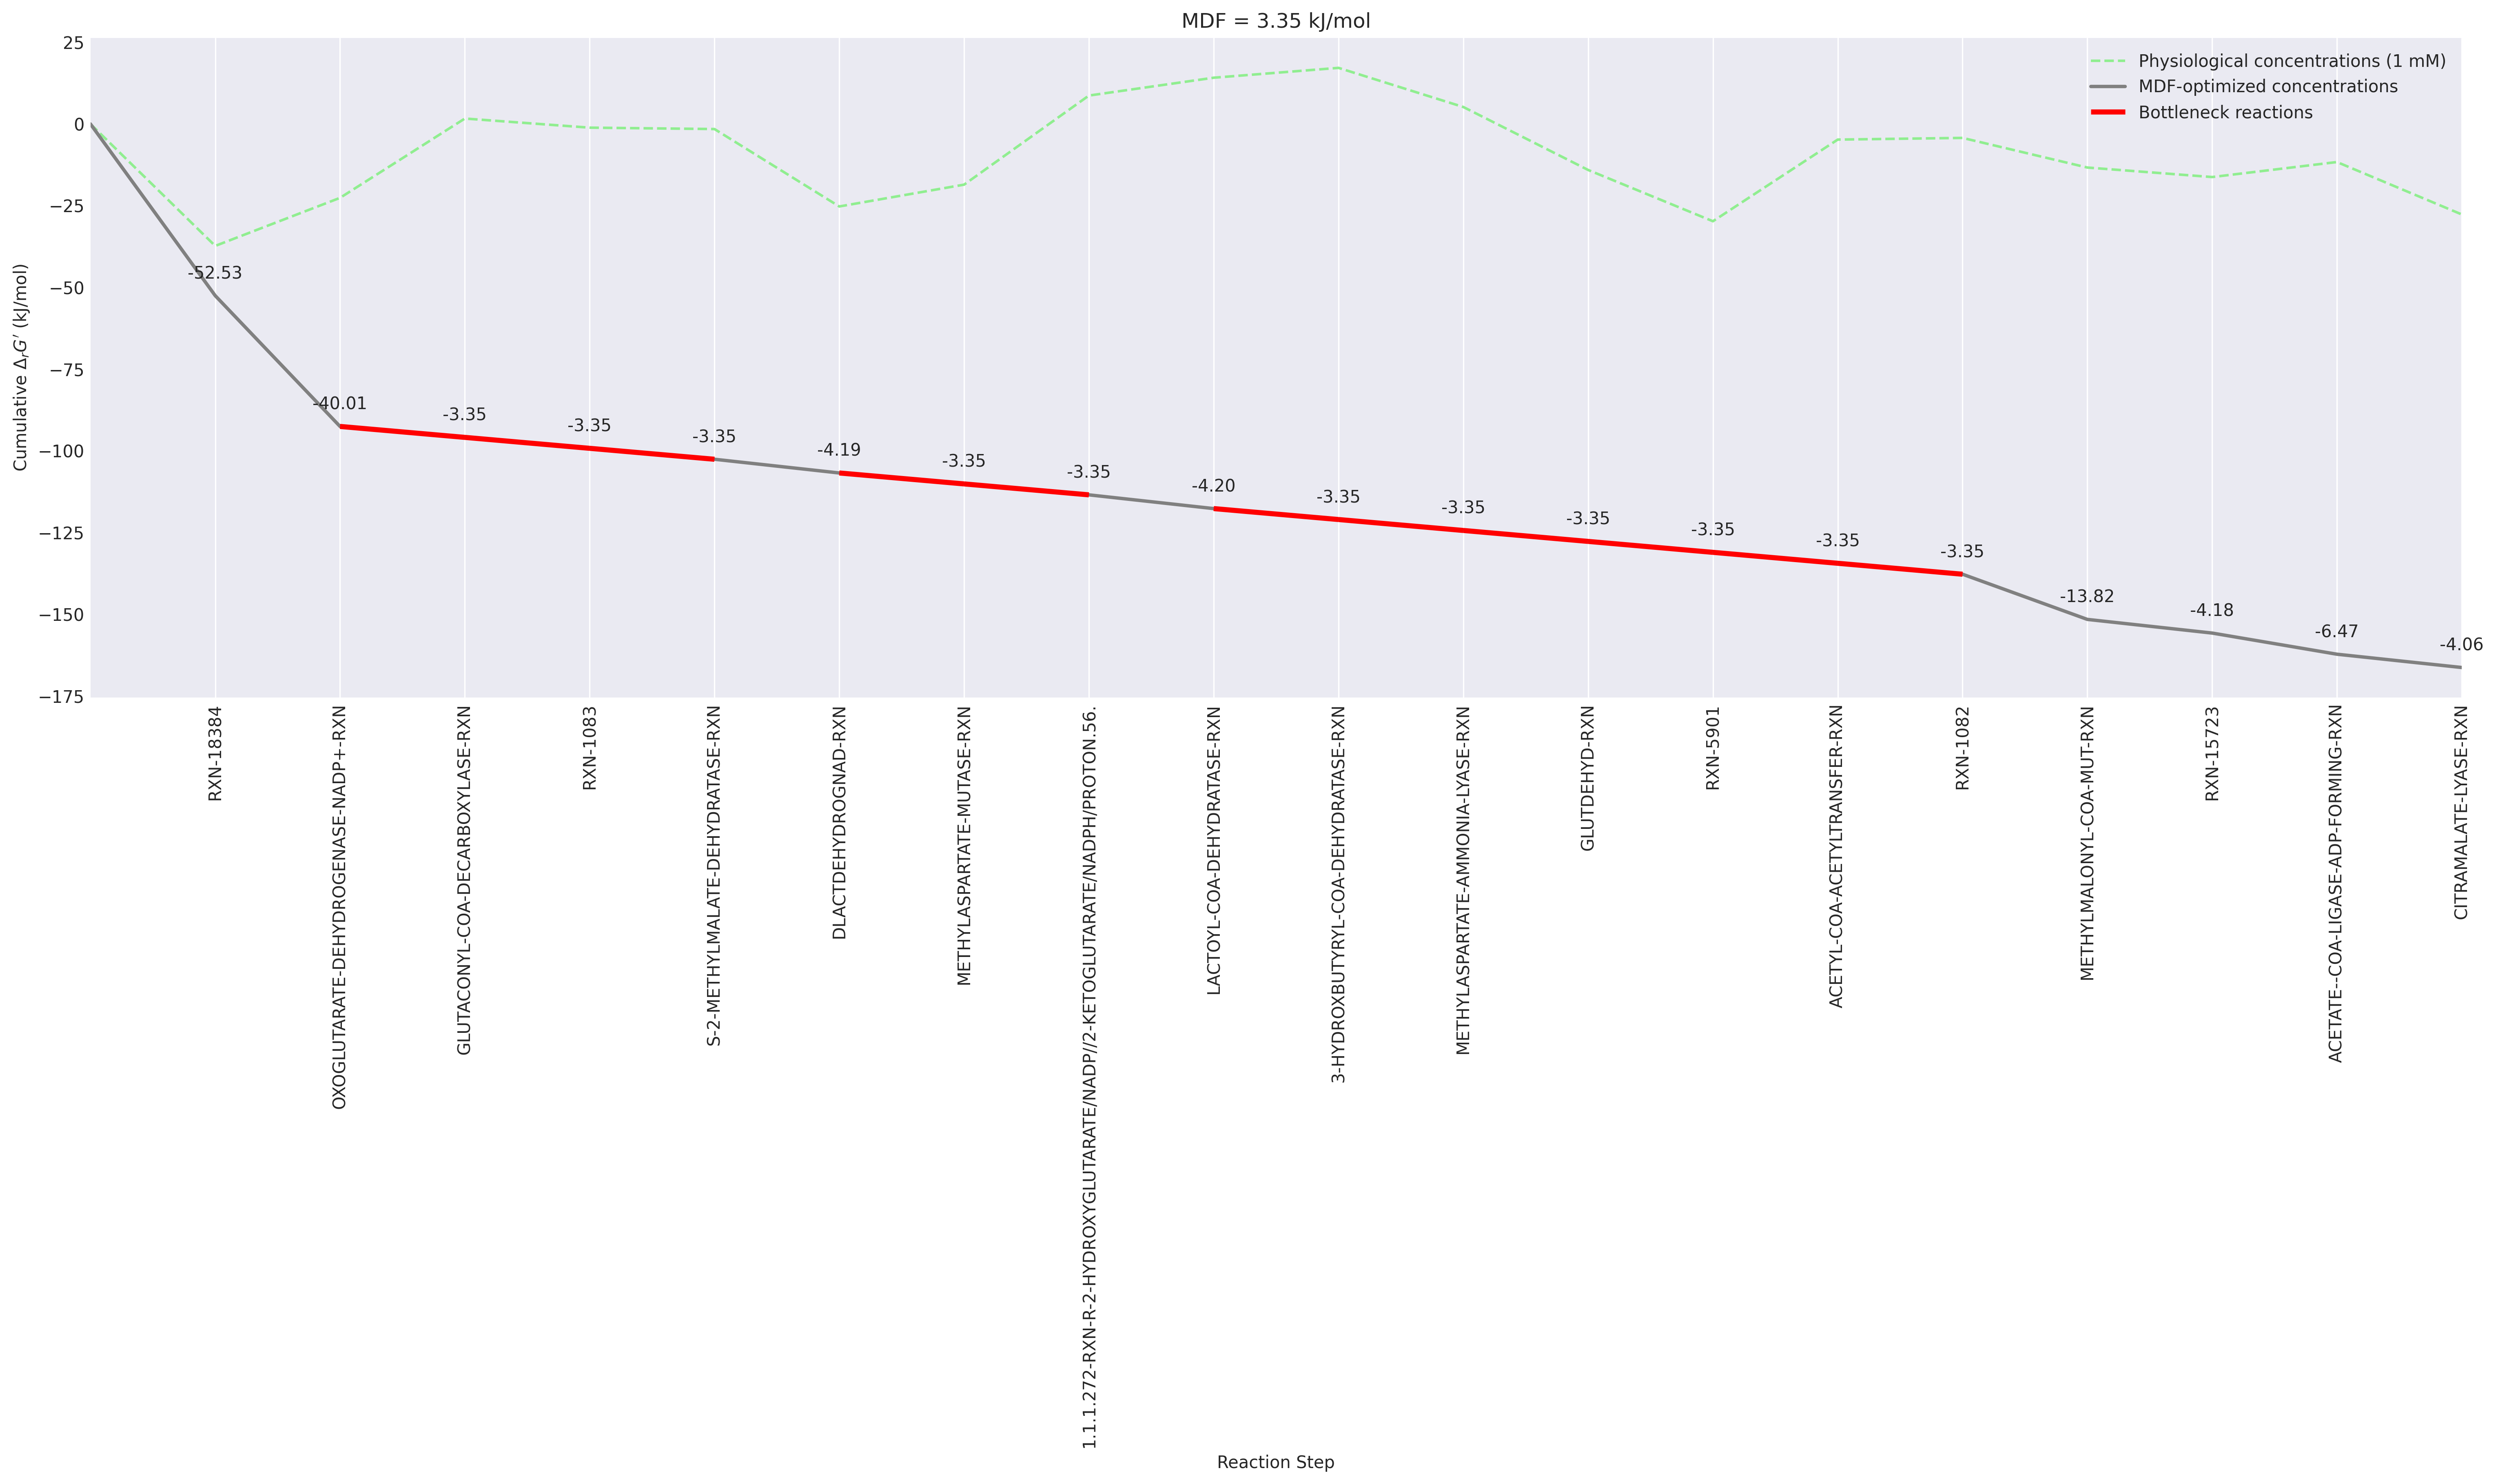 MDF = 3.35 kJ/mol
Physiological concentrations (1 mM)
MDF-optimized concentrations
Bottleneck reactions
Cumulative ΔrG′ (kJ/mol)
25
0
−25
−50
−75
−100
−125
−150
−175
-52.53
-40.01
-3.35
-3.35
-3.35
-4.19
-3.35
-3.35
-4.20
-3.35
-3.35
-3.35
-3.35
-3.35
-3.35
-13.82
-4.18
-6.47
-4.06
RXN-18384
OXOGLUTARATE-DEHYDROGENASE-NADP+-RXN
GLUTACONYL-COA-DECARBOXYLASE-RXN
RXN-1083
S-2-METHYLMALATE-DEHYDRATASE-RXN
DLACTDEHYDROGNAD-RXN
METHYLASPARTATE-MUTASE-RXN
1.1.1.272-RXN-R-2-HYDROXYGLUTARATE/NADP//2-KETOGLUTARATE/NADPH/PROTON.56.
LACTOYL-COA-DEHYDRATASE-RXN
3-HYDROXBUTYRYL-COA-DEHYDRATASE-RXN
METHYLASPARTATE-AMMONIA-LYASE-RXN
GLUTDEHYD-RXN
RXN-5901
ACETYL-COA-ACETYLTRANSFER-RXN
RXN-1082
METHYLMALONYL-COA-MUT-RXN
RXN-15723
ACETATE--COA-LIGASE-ADP-FORMING-RXN
CITRAMALATE-LYASE-RXN
Reaction Step